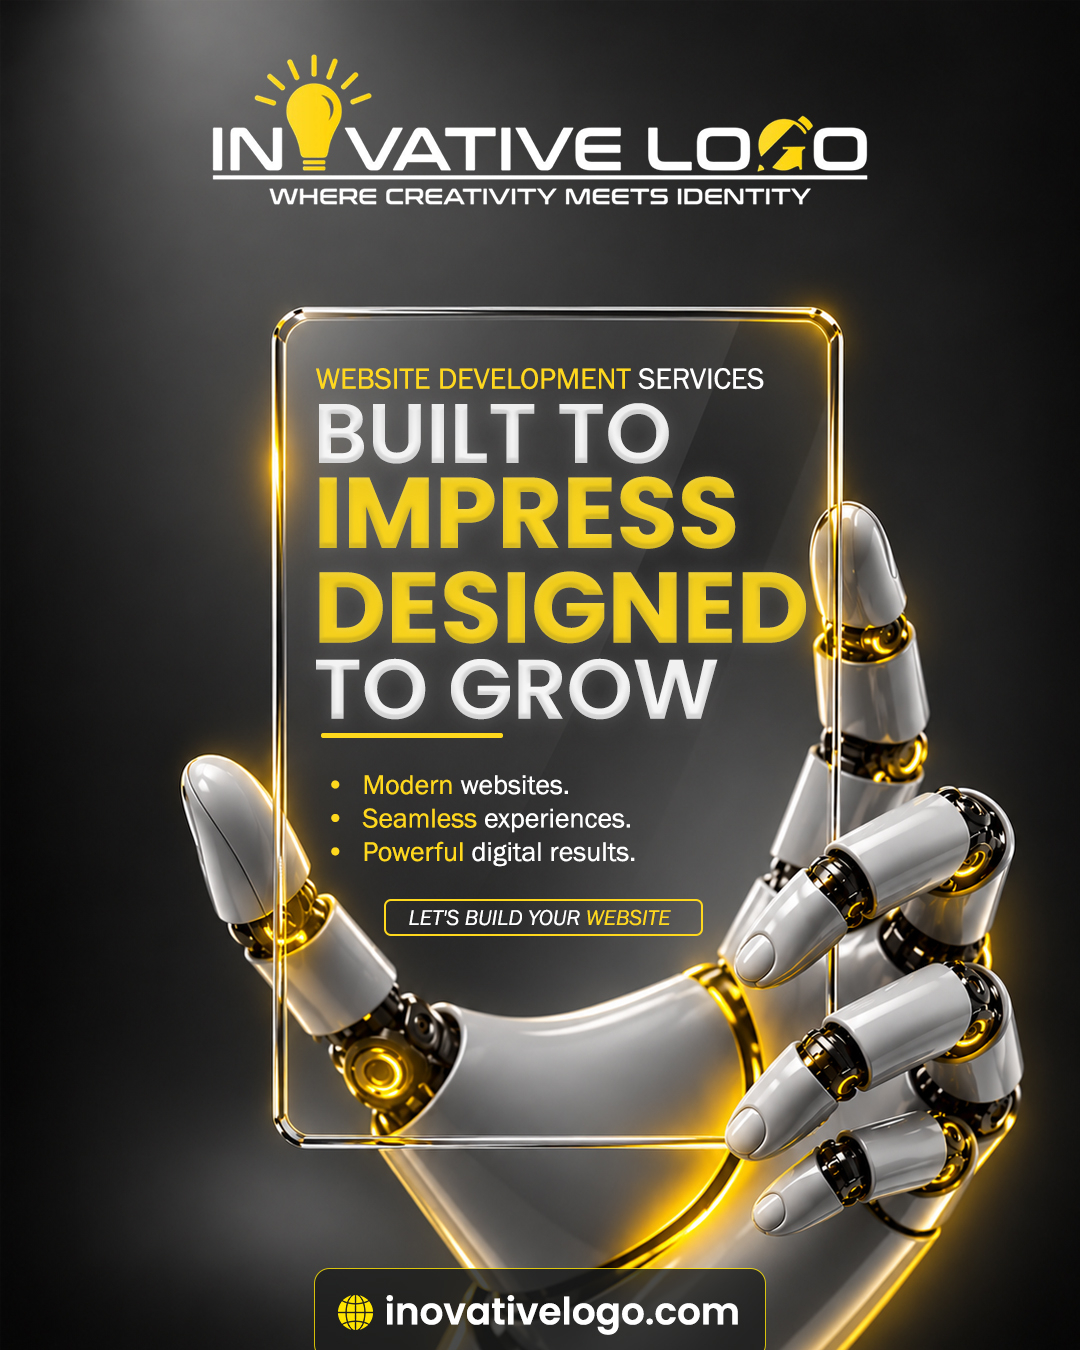 INOVATIVE LOGO
WHERE CREATIVITY MEETS IDENTITY
WEBSITE DEVELOPMENT SERVICES
BUILT TO
IMPRESS
DESIGNED
TO GROW
• Modern websites.
• Seamless experiences.
• Powerful digital results.
LET'S BUILD YOUR WEBSITE
inovativelogo.com